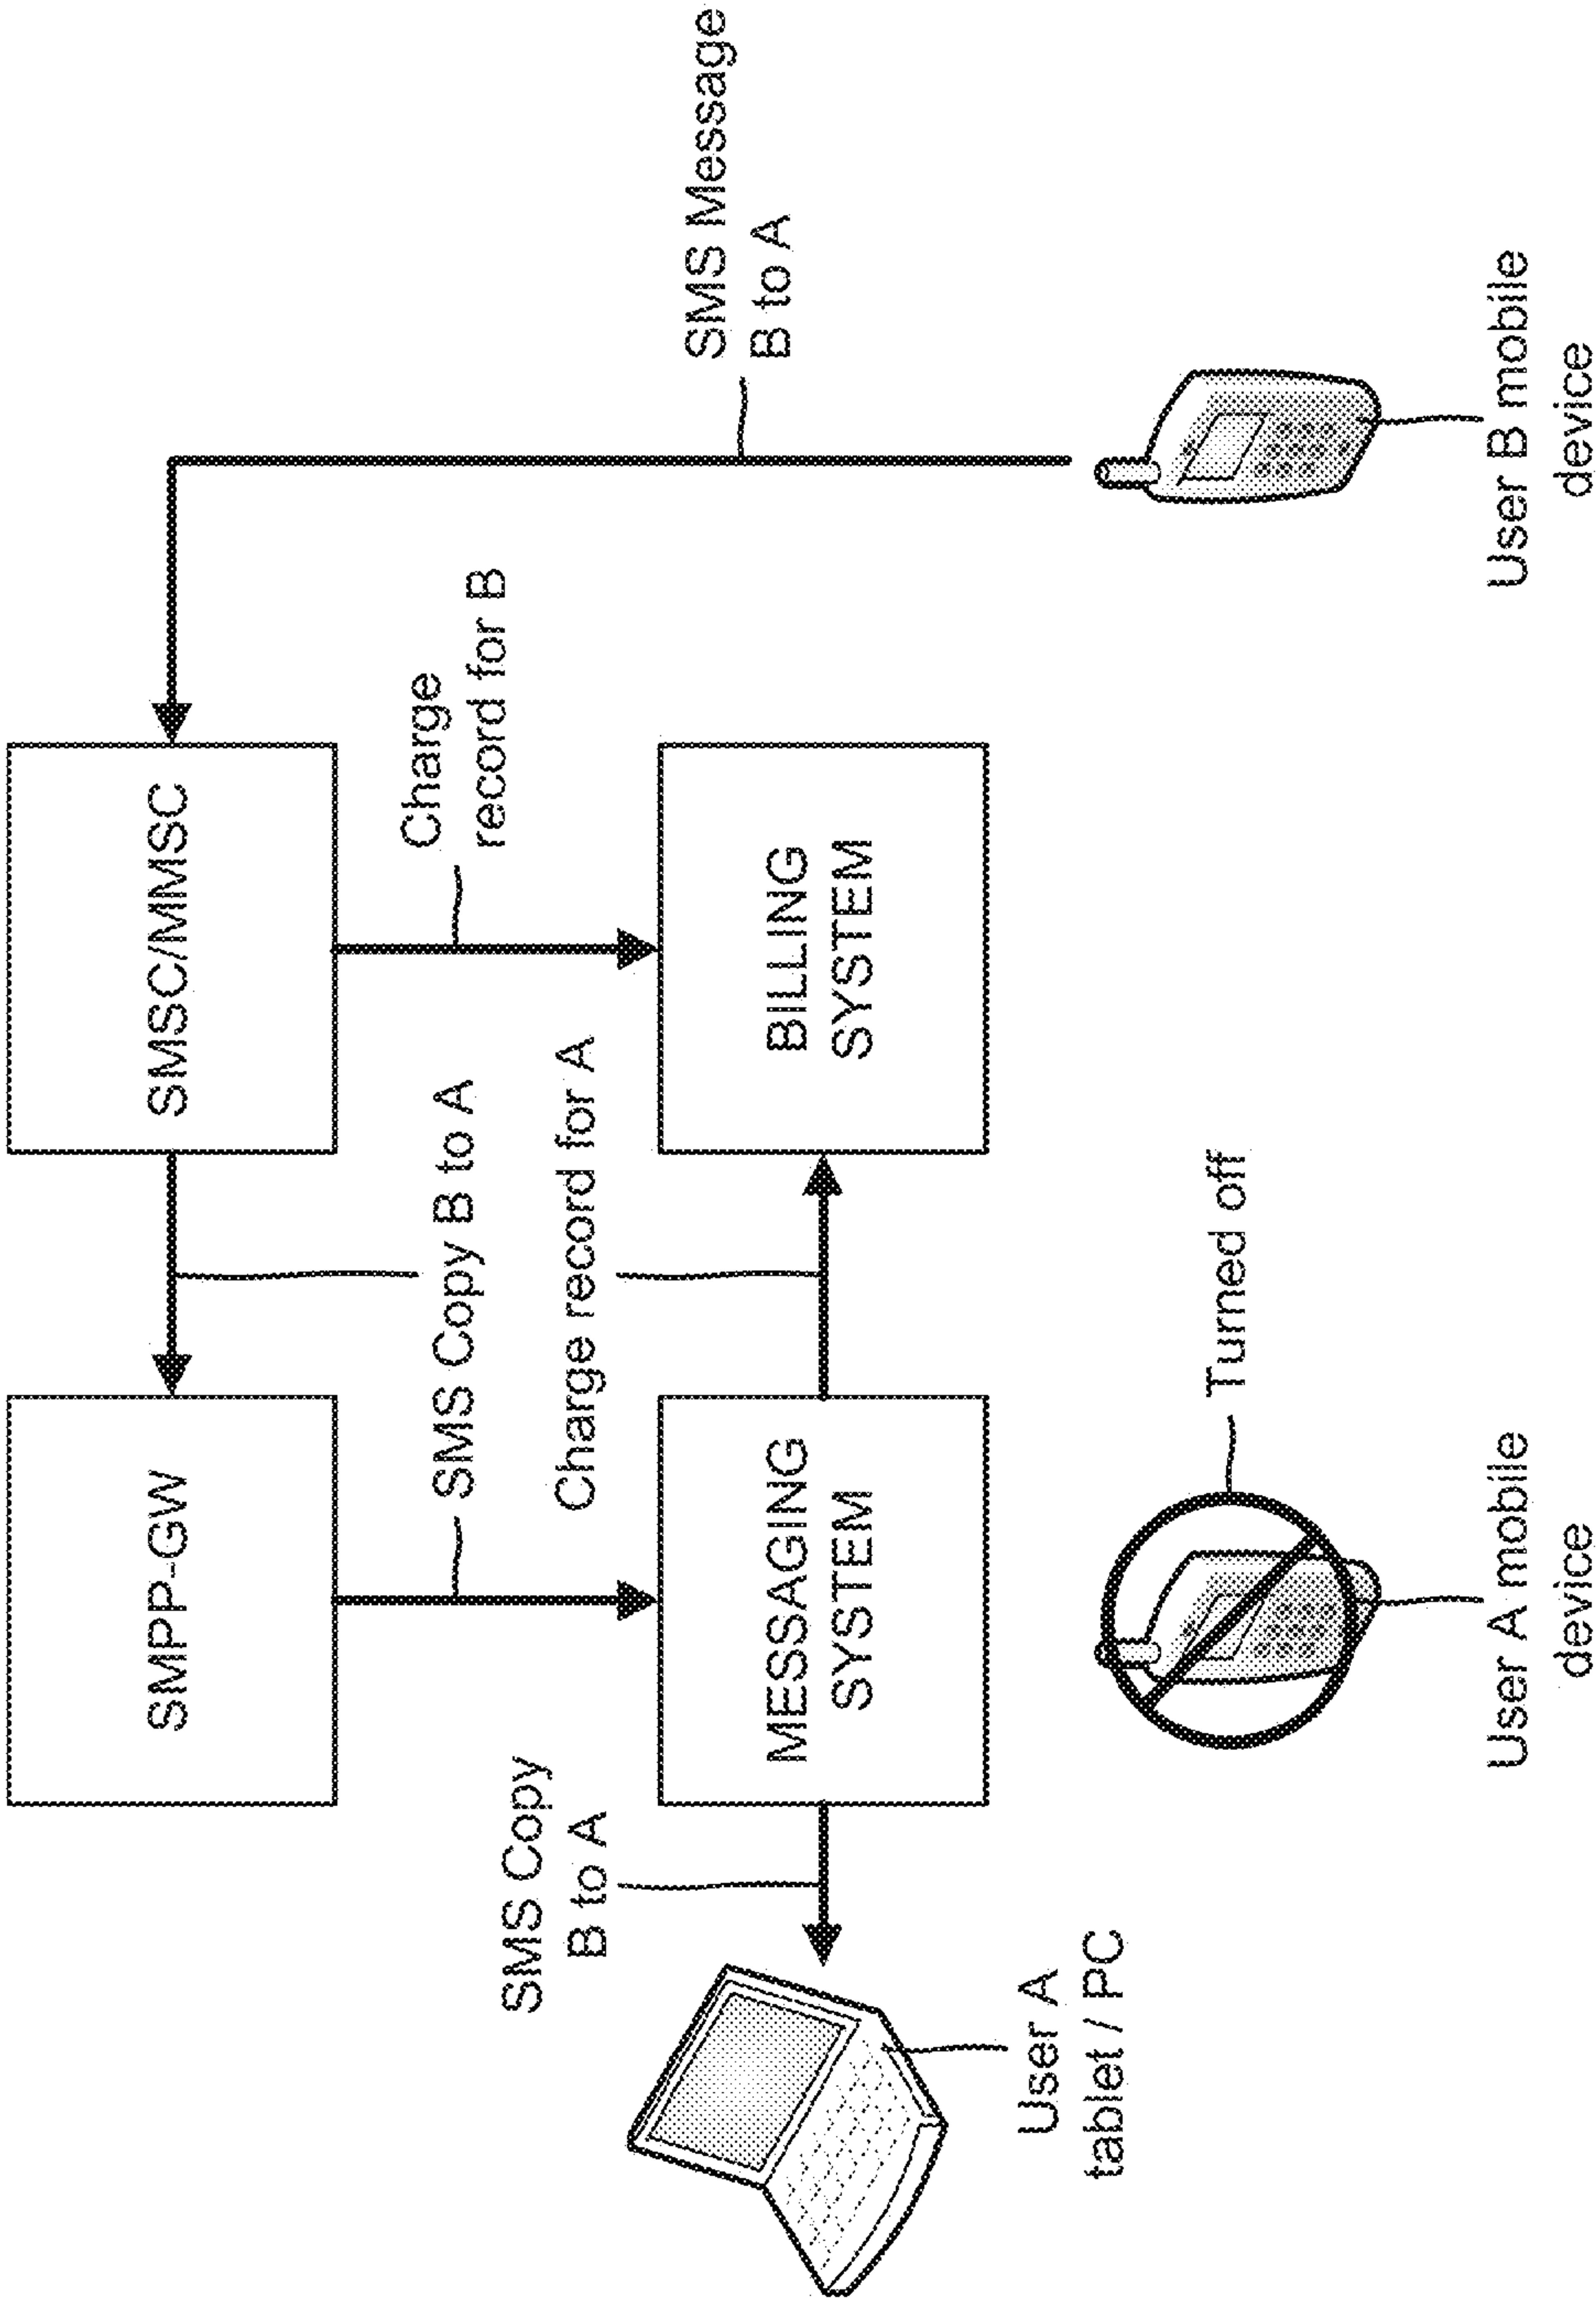 SMPP-GW
SMSC/MMSC
SMS Copy B to A
Charge
record for B
SMS Copy
B to A
Charge record for A
SMS Message
B to A
MESSAGING
SYSTEM
BILLING
SYSTEM
User A
tablet / PC
Turned off
User A mobile
device
User B mobile
device